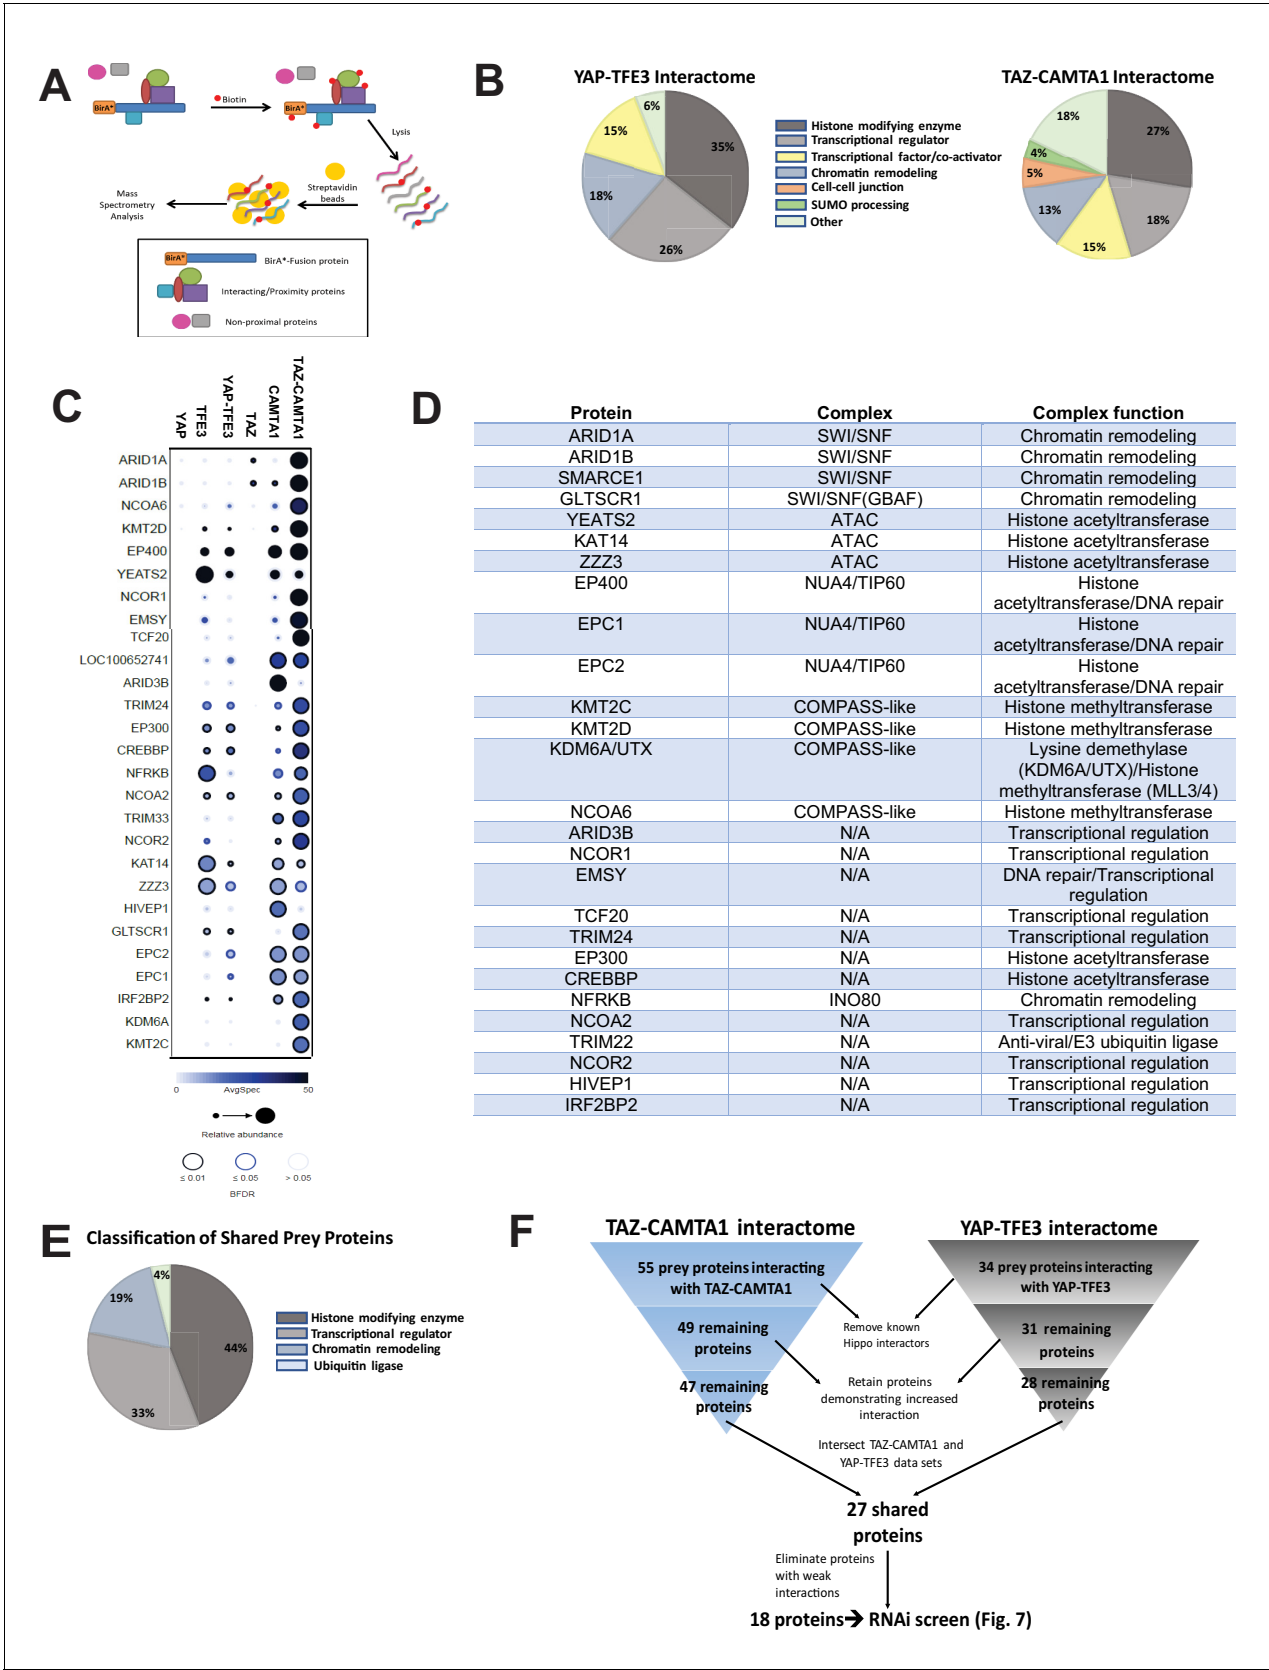 A
BirA*
Biotin
BirA*
Lysis
Streptavidin
beads
Mass
Spectrometry
Analysis
BirA*
BirA*-Fusion protein
Interacting/Proximity proteins
Non-proximal proteins
B
YAP-TFE3 Interactome
6%
35%
15%
18%
26%
Histone modifying enzyme
Transcriptional regulator
Transcriptional factor/co-activator
Chromatin remodeling
Cell-cell junction
SUMO processing
Other
TAZ-CAMTA1 Interactome
18%
27%
4%
5%
13%
18%
15%
C
YAP
TFE3
YAP-TFE3
TAZ
CAMTA1
TAZ-CAMTA1
ARID1A
ARID1B
NCOA6
KMT2D
EP400
YEATS2
NCOR1
EMSY
TCF20
LOC100652741
ARID3B
TRIM24
EP300
CREBBP
NFRKB
NCOA2
TRIM33
NCOR2
KAT14
ZZZ3
HIVEP1
GLTSCR1
EPC2
EPC1
IRF2BP2
KDM6A
KMT2C
0 AvgSpec 50
Relative abundance
≤ 0.01 ≤ 0.05 > 0.05
BFDR
D
Protein Complex Complex function
ARID1A SWI/SNF Chromatin remodeling
ARID1B SWI/SNF Chromatin remodeling
SMARCE1 SWI/SNF Chromatin remodeling
GLTSCR1 SWI/SNF(GBAF) Chromatin remodeling
YEATS2 ATAC Histone acetyltransferase
KAT14 ATAC Histone acetyltransferase
ZZZ3 ATAC Histone acetyltransferase
EP400 NUA4/TIP60 Histone
acetyltransferase/DNA repair
EPC1 NUA4/TIP60 Histone
acetyltransferase/DNA repair
EPC2 NUA4/TIP60 Histone
acetyltransferase/DNA repair
KMT2C COMPASS-like Histone methyltransferase
KMT2D COMPASS-like Histone methyltransferase
KDM6A/UTX COMPASS-like Lysine demethylase
(KDM6A/UTX)/Histone
methyltransferase (MLL3/4)
NCOA6 COMPASS-like Histone methyltransferase
ARID3B N/A Transcriptional regulation
NCOR1 N/A Transcriptional regulation
EMSY N/A DNA repair/Transcriptional
regulation
TCF20 N/A Transcriptional regulation
TRIM24 N/A Transcriptional regulation
EP300 N/A Histone acetyltransferase
CREBBP N/A Histone acetyltransferase
NFRKB INO80 Chromatin remodeling
NCOA2 N/A Transcriptional regulation
TRIM22 N/A Anti-viral/E3 ubiquitin ligase
NCOR2 N/A Transcriptional regulation
HIVEP1 N/A Transcriptional regulation
IRF2BP2 N/A Transcriptional regulation
E
Classification of Shared Prey Proteins
4%
19%
44%
33%
Histone modifying enzyme
Transcriptional regulator
Chromatin remodeling
Ubiquitin ligase
F
TAZ-CAMTA1 interactome
YAP-TFE3 interactome
55 prey proteins interacting
with TAZ-CAMTA1
34 prey proteins interacting
with YAP-TFE3
Remove known
Hippo interactors
49 remaining
proteins
31 remaining
proteins
Retain proteins
demonstrating increased
interaction
47 remaining
proteins
28 remaining
proteins
Intersect TAZ-CAMTA1 and
YAP-TFE3 data sets
27 shared
proteins
Eliminate proteins
with weak
interactions
18 proteins➔ RNAi screen (Fig. 7)